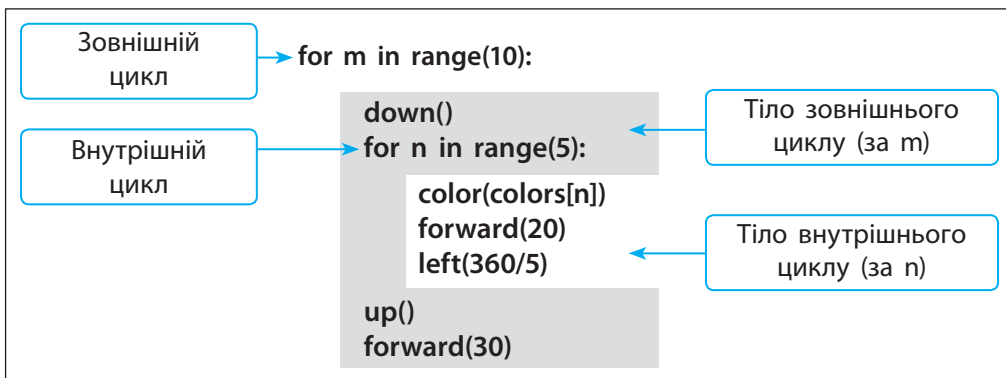 Зовнішній
цикл
for m in range(10):
down()
Тіло зовнішнього
циклу (за m)
Внутрішній
цикл
for n in range(5):
color(colors[n])
forward(20)
left(360/5)
Тіло внутрішнього
циклу (за n)
up()
forward(30)